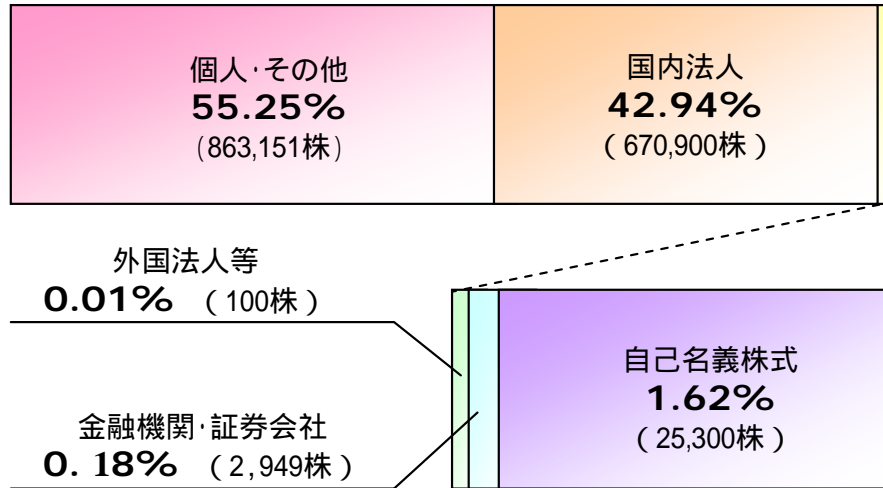 個人・その他
55.25%
(863,151株)
国内法人
42.94%
(670,900株)
外国法人等
0.01% (100株)
自己名義株式
1.62%
(25,300株)
金融機関・証券会社
0.18% (2,949株)